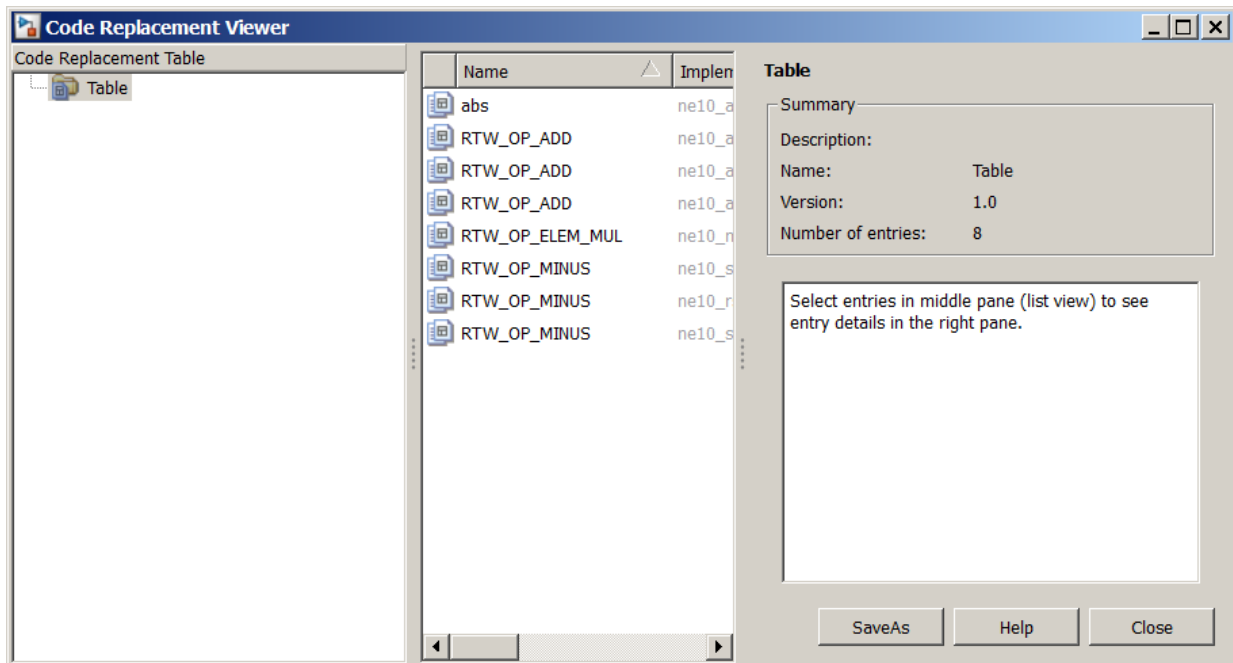 Code Replacement Viewer
Code Replacement Table
Table
Name Implem
abs ne10_a
RTW_OP_ADD ne10_a
RTW_OP_ADD ne10_a
RTW_OP_ADD ne10_a
RTW_OP_ELEM_MUL ne10_n
RTW_OP_MINUS ne10_s
RTW_OP_MINUS ne10_r
RTW_OP_MINUS ne10_s
Table
Summary
Description:
Name: Table
Version: 1.0
Number of entries: 8
Select entries in middle pane (list view) to see
entry details in the right pane.
SaveAs Help Close